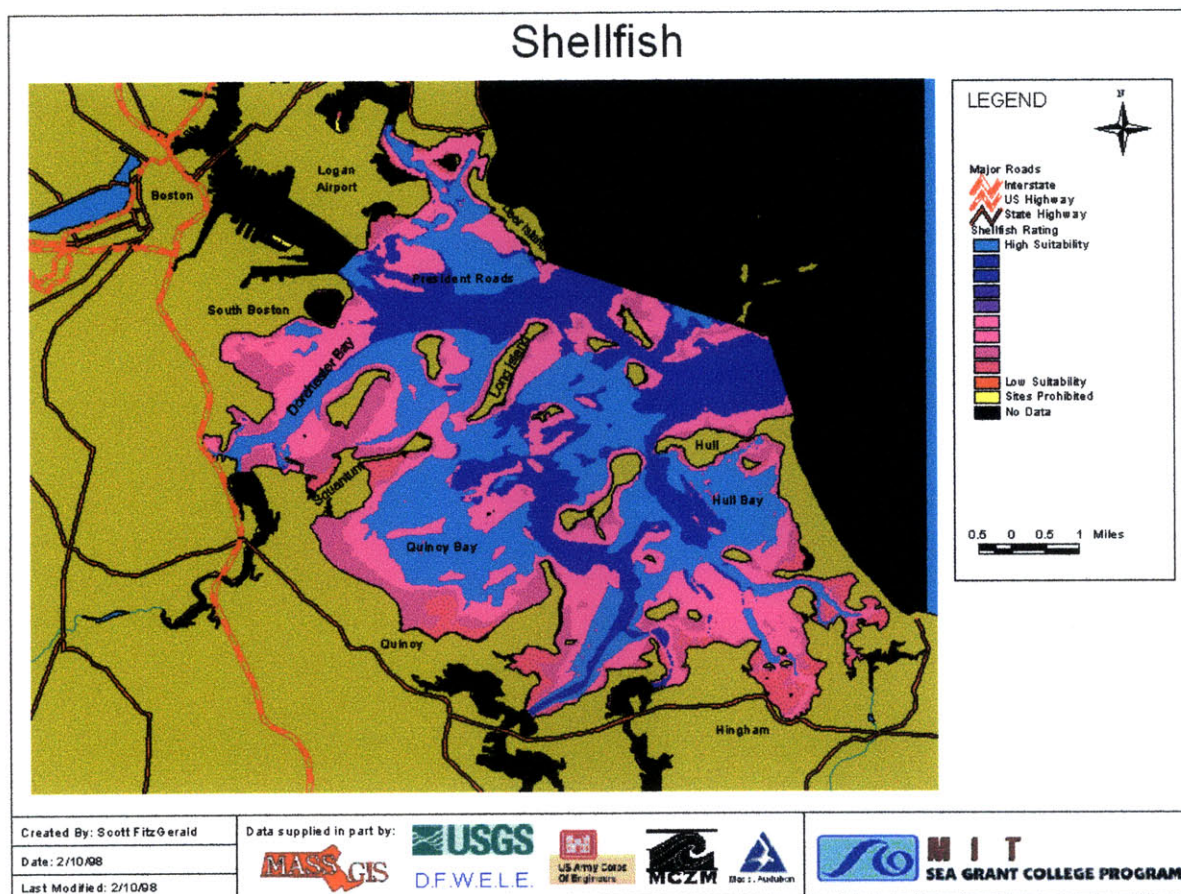 Shellfish
LEGEND
N
Major Roads
Interstate
US Highway
State Highway
Shellfish Rating
High Suitability
Low Suitability
Sites Prohibited
No Data
0.5 0 0.5 1 Miles
Boston
Logan
Airport
Deer Island
President Roads
South Boston
Dorchester Bay
Long Island
Squantum
Hull
Hull Bay
Quincy Bay
Quincy
Hingham
Created By: Scott FitzGerald
Date: 2/10/98
Last Modified: 2/10/98
Data supplied in part by:
MASS GIS
USGS
D.F.W.E.L.E.
US Army Corps
Of Engineers
MCZM
Mass. Audubon
MIT
SEA GRANT COLLEGE PROGRAM